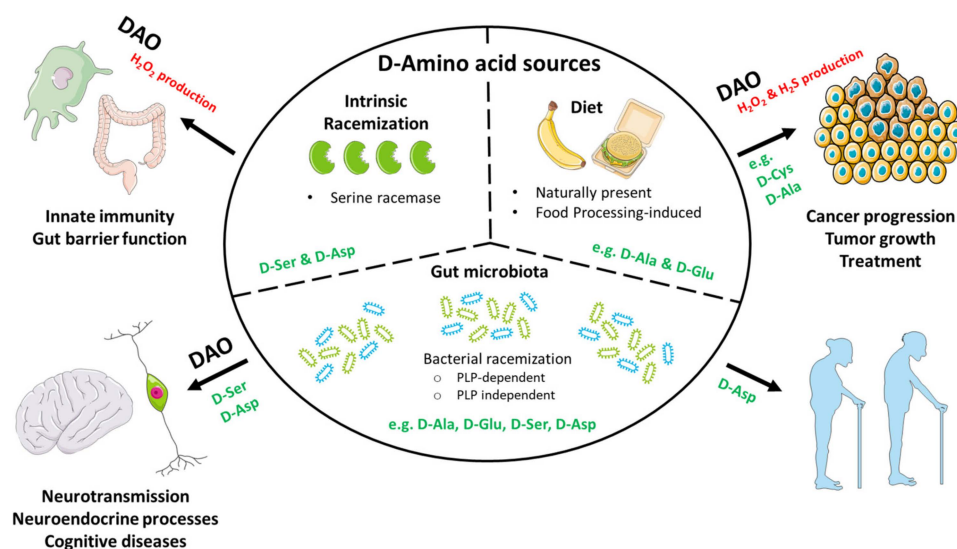 DAO
H₂O₂ production
Innate immunity
Gut barrier function
D-Amino acid sources
Intrinsic
Racemization
• Serine racemase
D-Ser & D-Asp
Diet
• Naturally present
• Food Processing-induced
e.g. D-Ala & D-Glu
DAO
H₂O₂ & H₂S production
e.g.
D-Cys
D-Ala
Cancer progression
Tumor growth
Treatment
Gut microbiota
Bacterial racemization
○ PLP-dependent
○ PLP independent
e.g. D-Ala, D-Glu, D-Ser, D-Asp
DAO
D-Ser
D-Asp
Neurotransmission
Neuroendocrine processes
Cognitive diseases
D-Asp